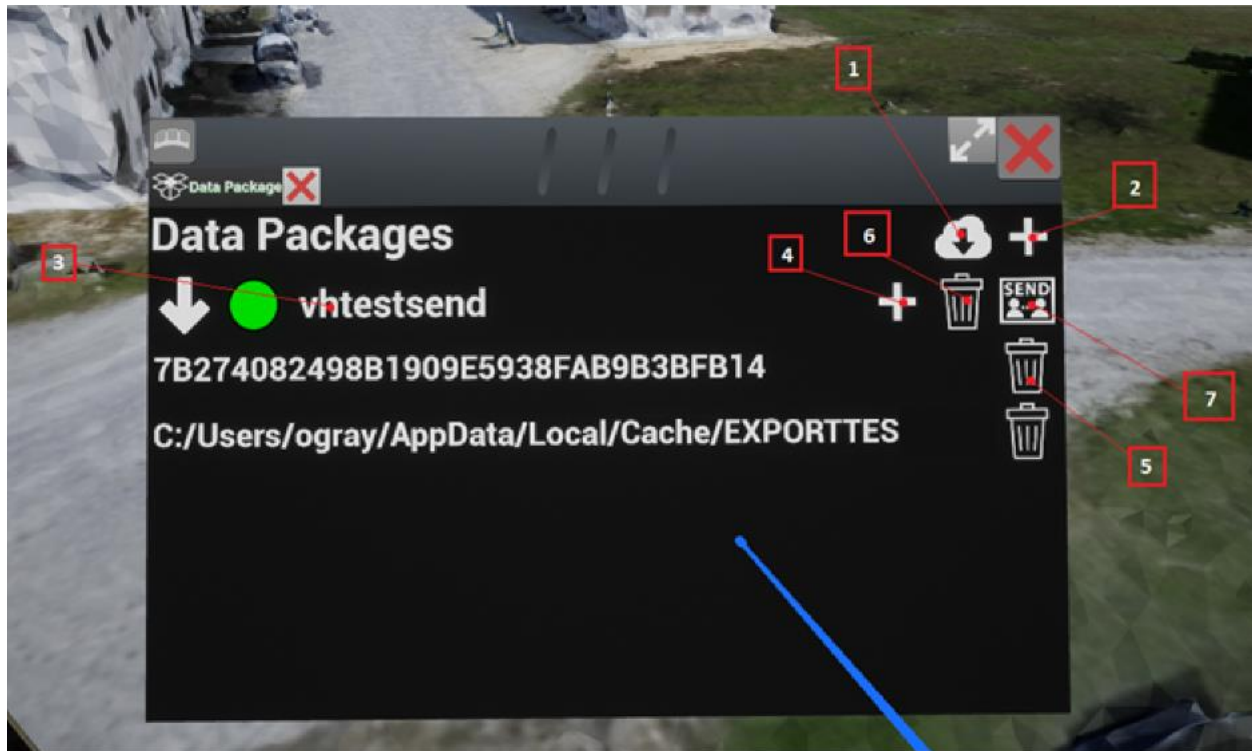 1
Data Package
2
Data Packages
6
4
3
vhtestsend
SEND
7B274082498B1909E5938FAB9B3BFB14
7
C:/Users/ogray/AppData/Local/Cache/EXPORTTES
5